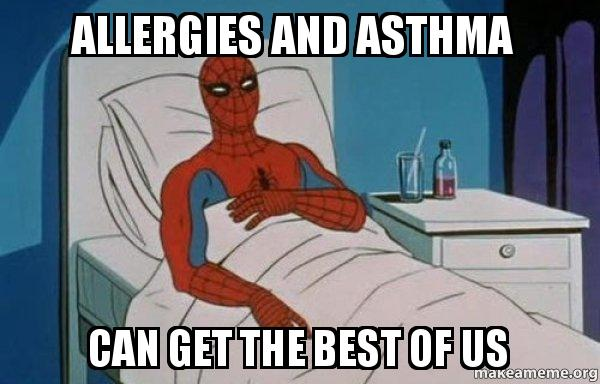 ALLERGIES AND ASTHMA
CAN GET THE BEST OF US
makeameme.org